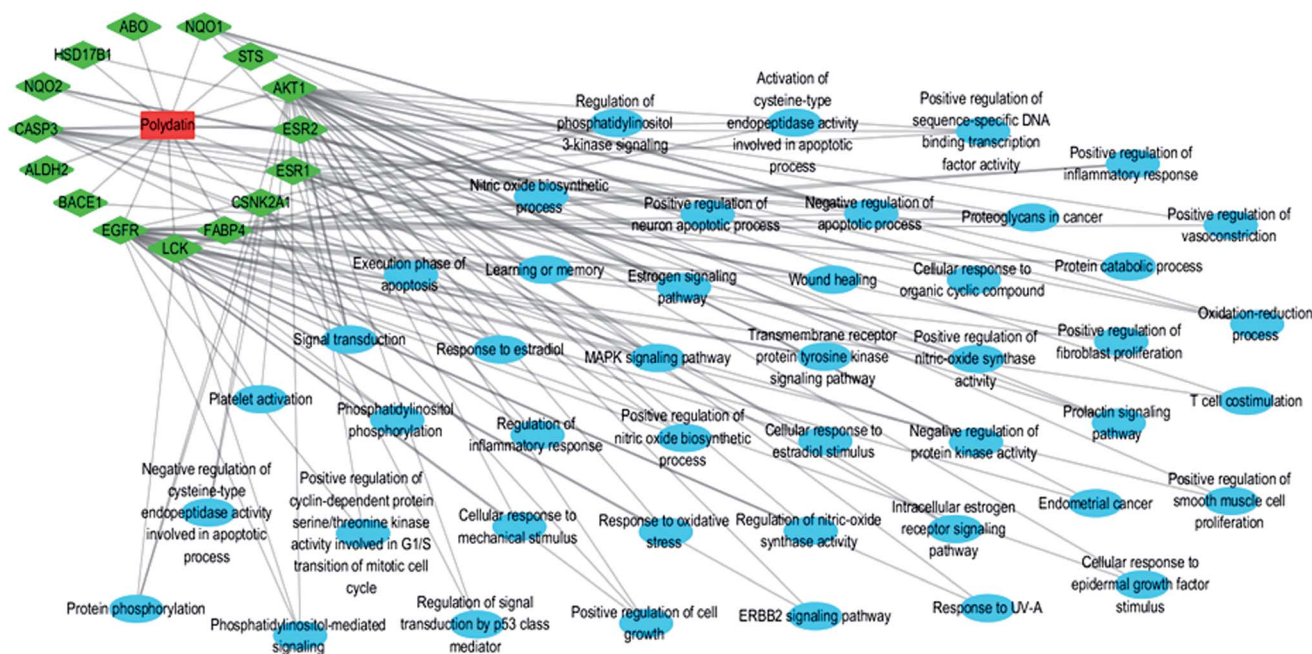 ABO
NQO1
HSD17B1
STS
NQO2
AKT1
Polydatin
CASP3
ESR2
ALDH2
ESR1
BACE1
CSNK2A1
EGFR
FABP4
LCK
Regulation of
phosphatidylinositol
3-kinase signaling
Activation of
cysteine-type
endopeptidase activity
involved in apoptotic
process
Positive regulation of
sequence-specific DNA
binding transcription
factor activity
Positive regulation of
inflammatory response
Nitric oxide biosynthetic
process
Positive regulation of
neuron apoptotic process
Negative regulation of
apoptotic process
Proteoglycans in cancer
Positive regulation of
vasoconstriction
Execution phase of
apoptosis
Learning or memory
Estrogen signaling
pathway
Wound healing
Cellular response to
organic cyclic compound
Protein catabolic process
Oxidation-reduction
process
Signal transduction
Response to estradiol
MAPK signaling pathway
Transmembrane receptor
protein tyrosine kinase
signaling pathway
Positive regulation of
nitric-oxide synthase
activity
Positive regulation of
fibroblast proliferation
T cell costimulation
Platelet activation
Phosphatidylinositol
phosphorylation
Regulation of
inflammatory response
Positive regulation of
nitric oxide biosynthetic
process
Cellular response to
estradiol stimulus
Negative regulation of
protein kinase activity
Prolactin signaling
pathway
Negative regulation of
cysteine-type
endopeptidase activity
involved in apoptotic
process
Positive regulation of
cyclin-dependent protein
serine/threonine kinase
activity involved in G1/S
transition of mitotic cell
cycle
Cellular response to
mechanical stimulus
Response to oxidative
stress
Regulation of nitric-oxide
synthase activity
Intracellular estrogen
receptor signaling
pathway
Endometrial cancer
Positive regulation of
smooth muscle cell
proliferation
Protein phosphorylation
Phosphatidylinositol-mediated
signaling
Regulation of signal
transduction by p53 class
mediator
Positive regulation of cell
growth
ERBB2 signaling pathway
Response to UV-A
Cellular response to
epidermal growth factor
stimulus